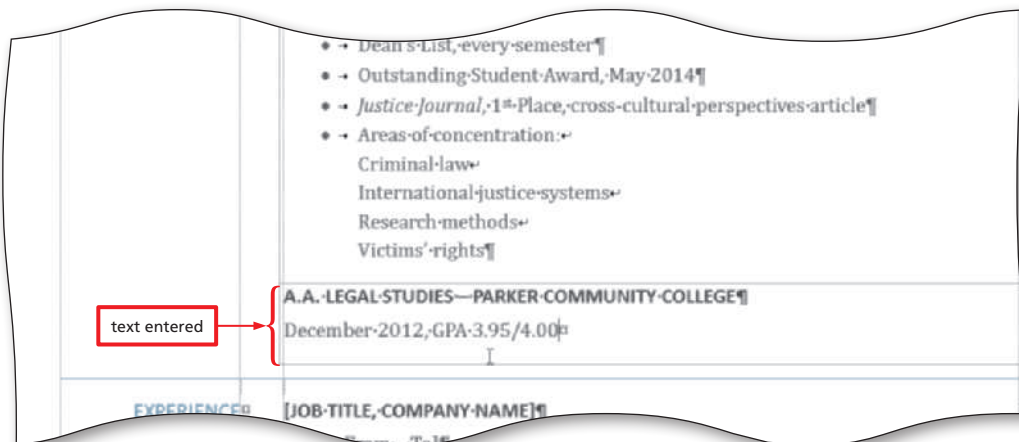 Dean's List, every semester¶
Outstanding Student Award, May 2014¶
Justice Journal, 1st Place, cross-cultural perspectives article¶
Areas of concentration:↵
Criminal law↵
International justice systems↵
Research methods↵
Victims' rights¶
A.A. LEGAL STUDIES—PARKER COMMUNITY COLLEGE¶
text entered
December 2012, GPA 3.95/4.00¤
EXPERIENCE¤ [JOB TITLE, COMPANY NAME]¶